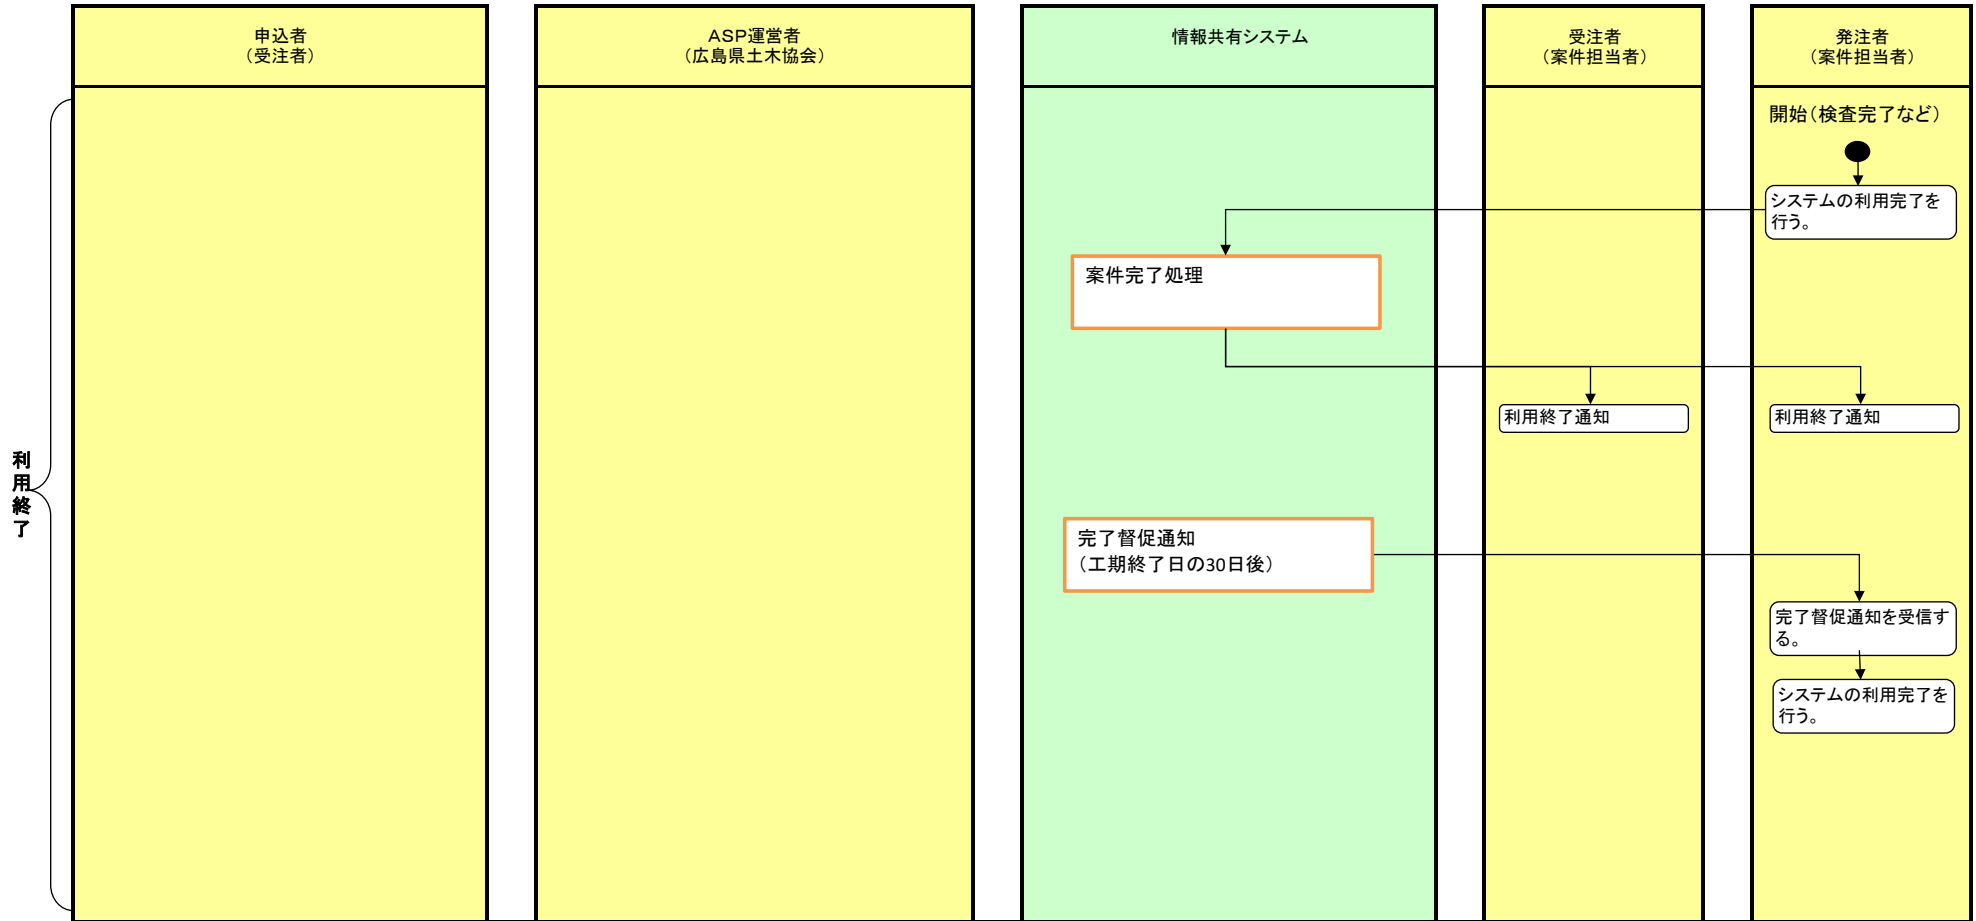 申込者
（受注者）
ＡＳＰ運営者
（広島県土木協会）
情報共有システム
受注者
（案件担当者）
発注者
（案件担当者）
開始（検査完了など）
システムの利用完了を
行う。
案件完了処理
利用終了通知
利用終了通知
利用終了
完了督促通知
（工期終了日の30日後）
完了督促通知を受信す
る。
システムの利用完了を
行う。